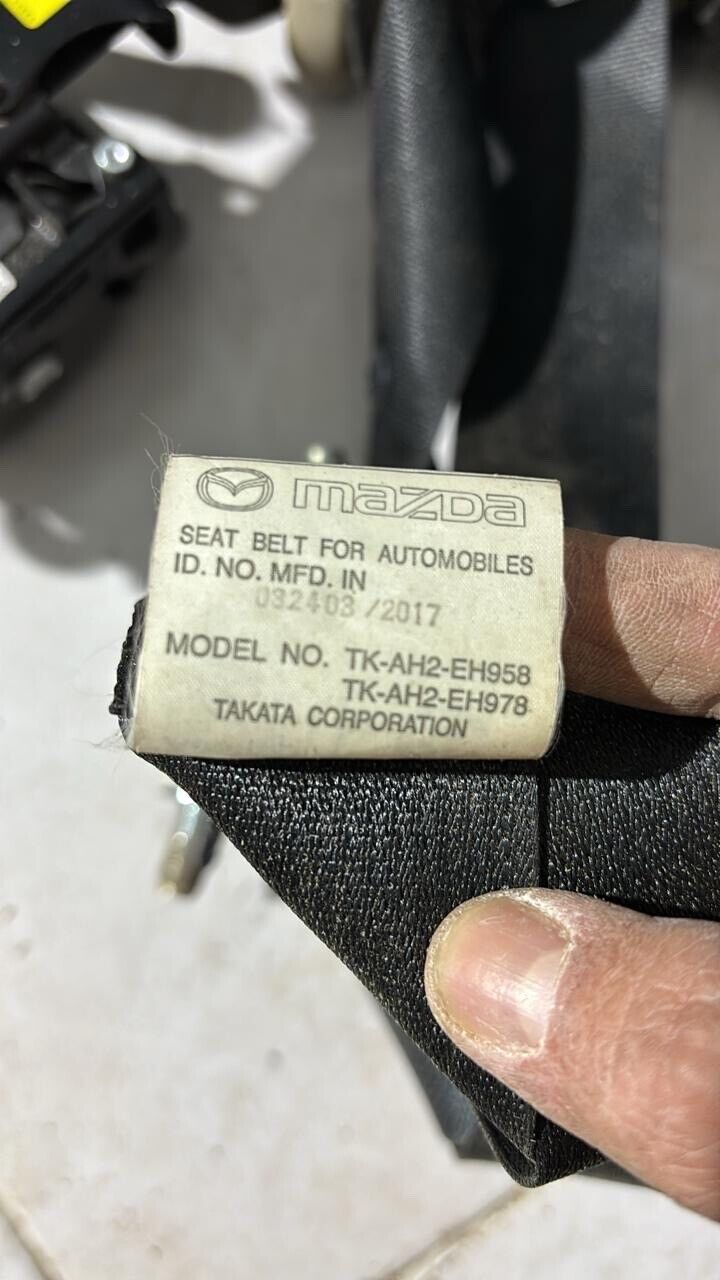 mazda
SEAT BELT FOR AUTOMOBILES
ID. NO. MFD. IN
032403 /2017
MODEL NO. TK-AH2-EH958
TK-AH2-EH978
TAKATA CORPORATION